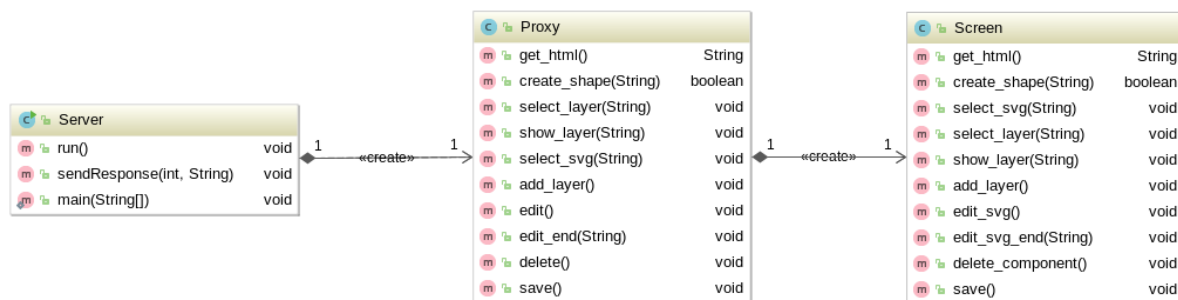 Server
run() void
sendResponse(int, String) void
main(String[]) void
1 «create» 1
Proxy
get_html() String
create_shape(String) boolean
select_layer(String) void
show_layer(String) void
select_svg(String) void
add_layer() void
edit() void
edit_end(String) void
delete() void
save() void
1 «create» 1
Screen
get_html() String
create_shape(String) boolean
select_svg(String) void
select_layer(String) void
show_layer(String) void
add_layer() void
edit_svg() void
edit_svg_end(String) void
delete_component() void
save() void